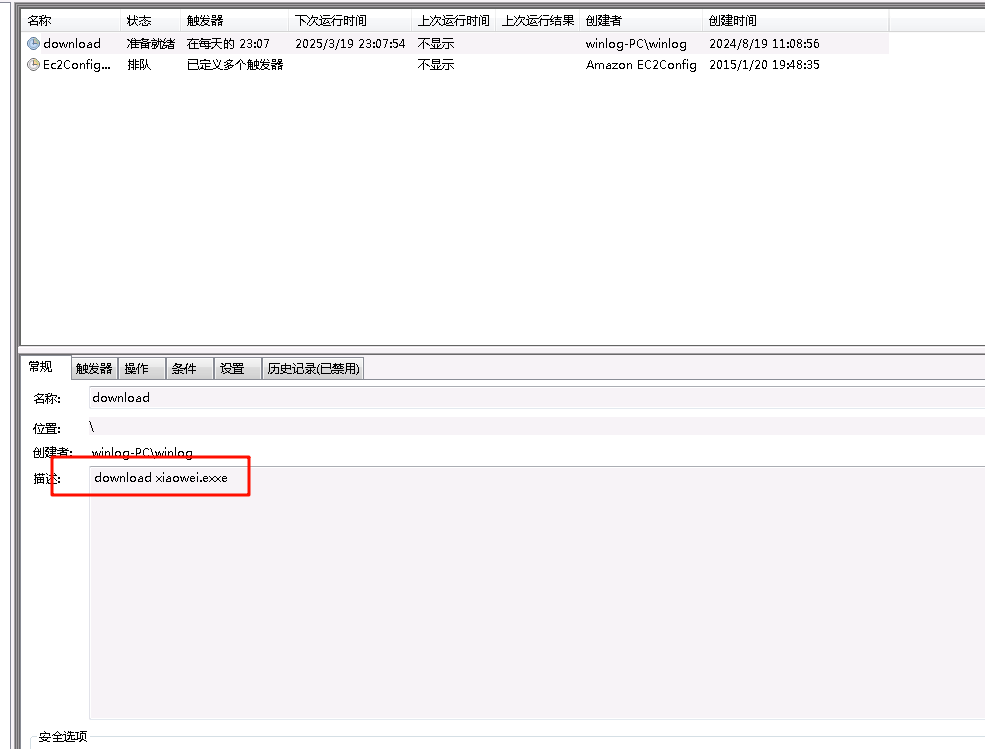 名称 状态 触发器 下次运行时间 上次运行时间 上次运行结果 创建者 创建时间
download 准备就绪 在每天的 23:07 2025/3/19 23:07:54 不显示 winlog-PC\winlog 2024/8/19 11:08:56
Ec2Config... 排队 已定义多个触发器 不显示 Amazon EC2Config 2015/1/20 19:48:35
常规 触发器 操作 条件 设置 历史记录(已禁用)
名称: download
位置: \
创建者: winlog-PC\winlog
描述: download xiaowei.exxe
安全选项